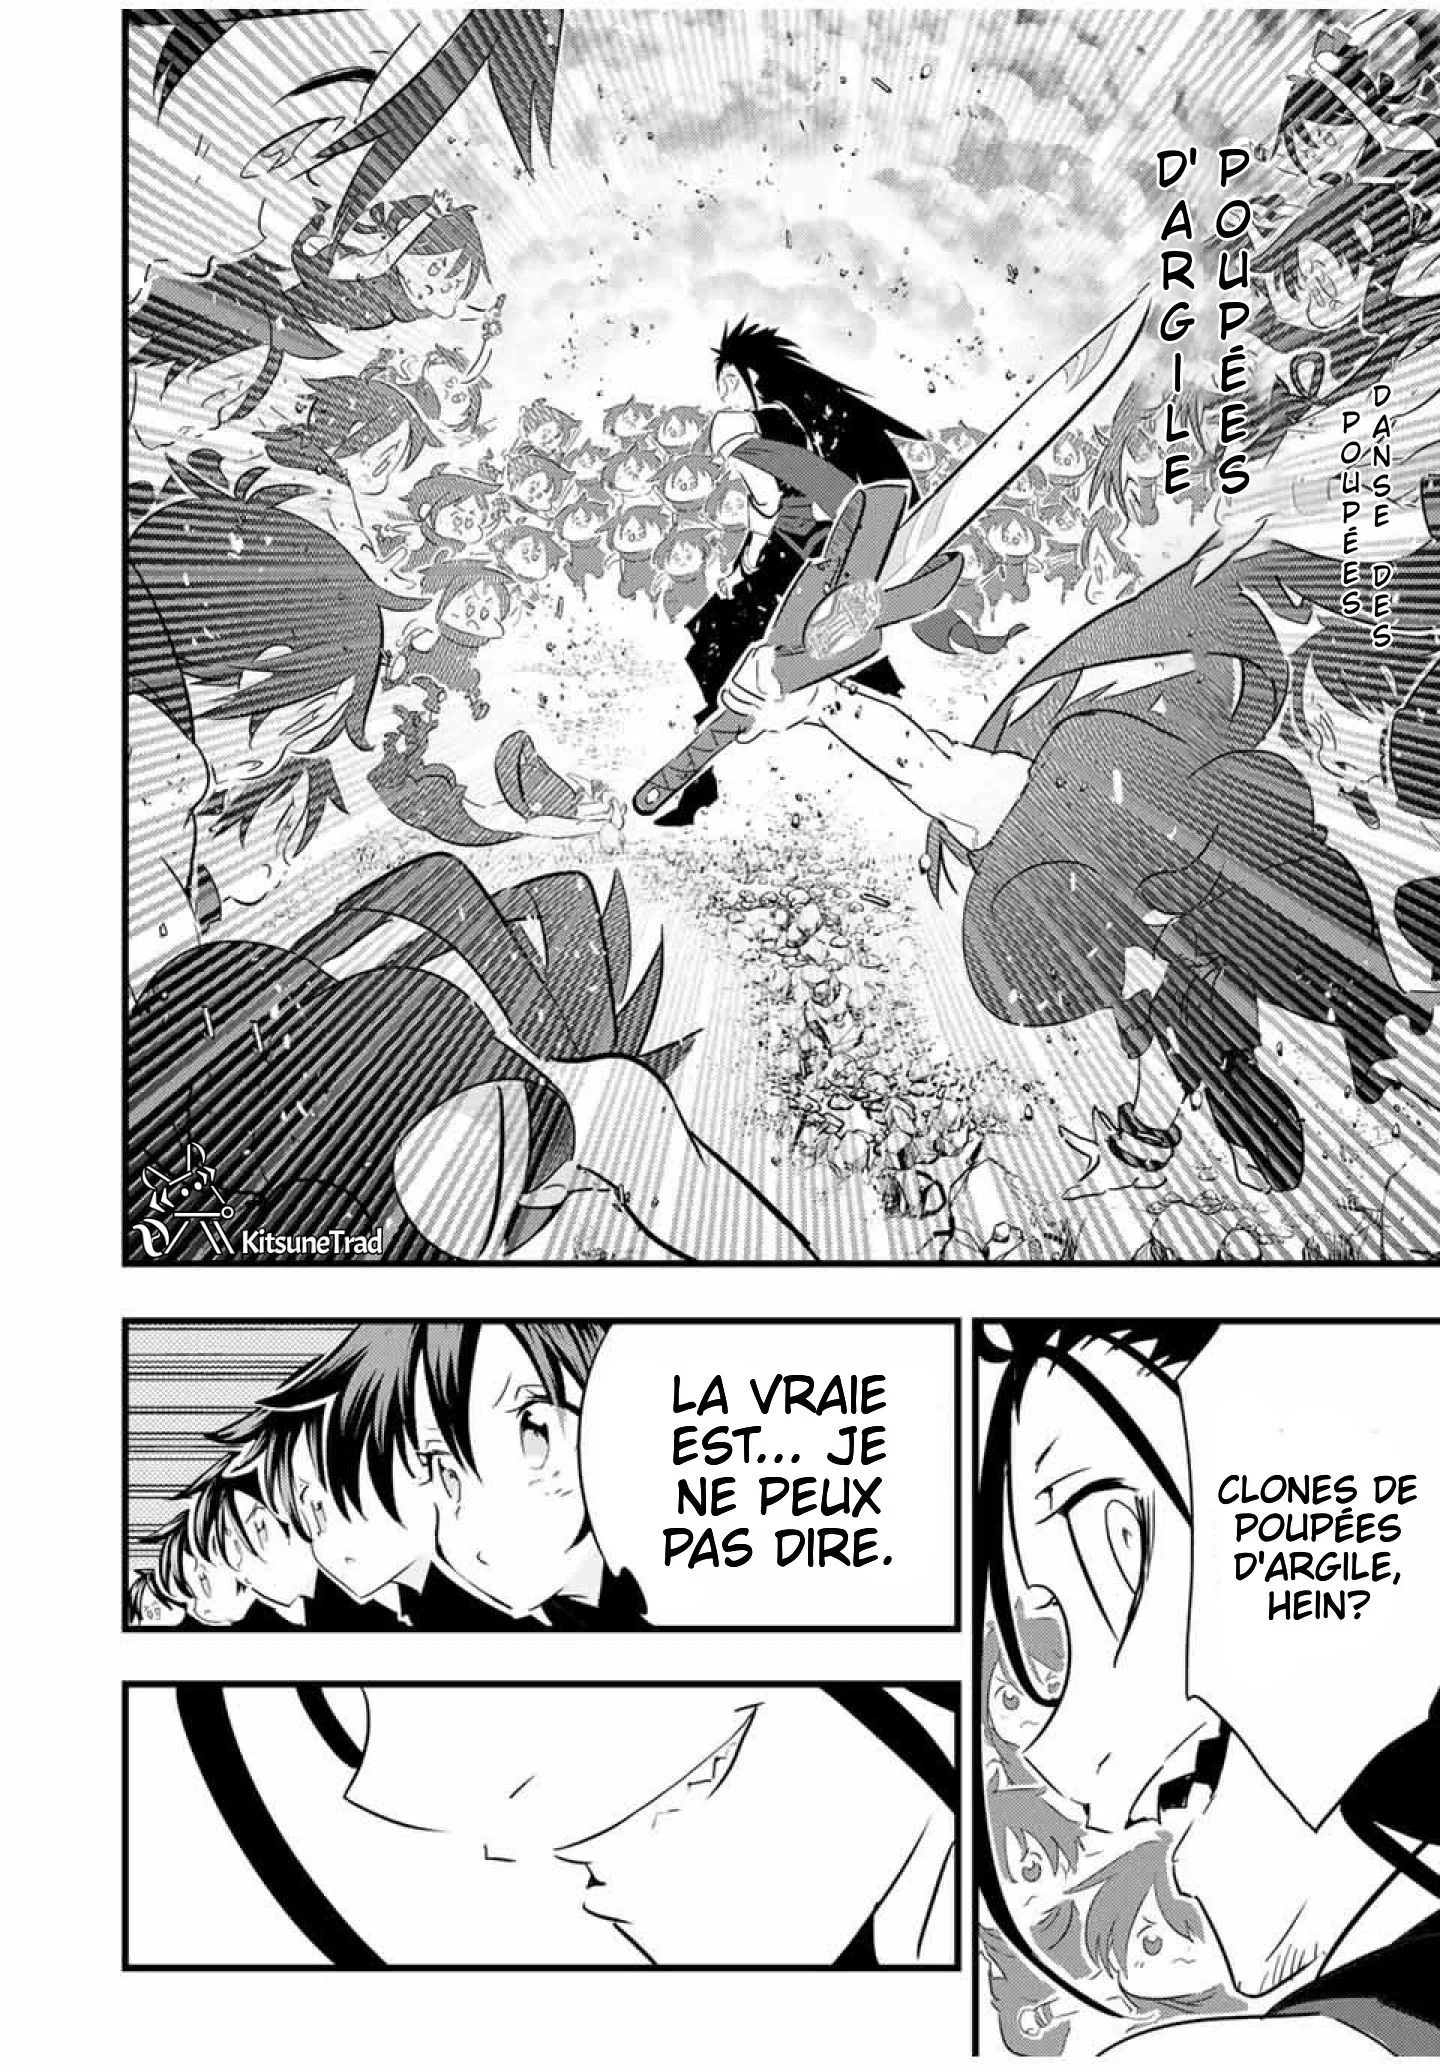 DANSE DES
POUPÉES
POUPÉES
D'ARGILE
KitsuneTrad
CLONES DE
POUPÉES
D'ARGILE,
HEIN?
LA VRAIE
EST... JE
NE PEUX
PAS DIRE.